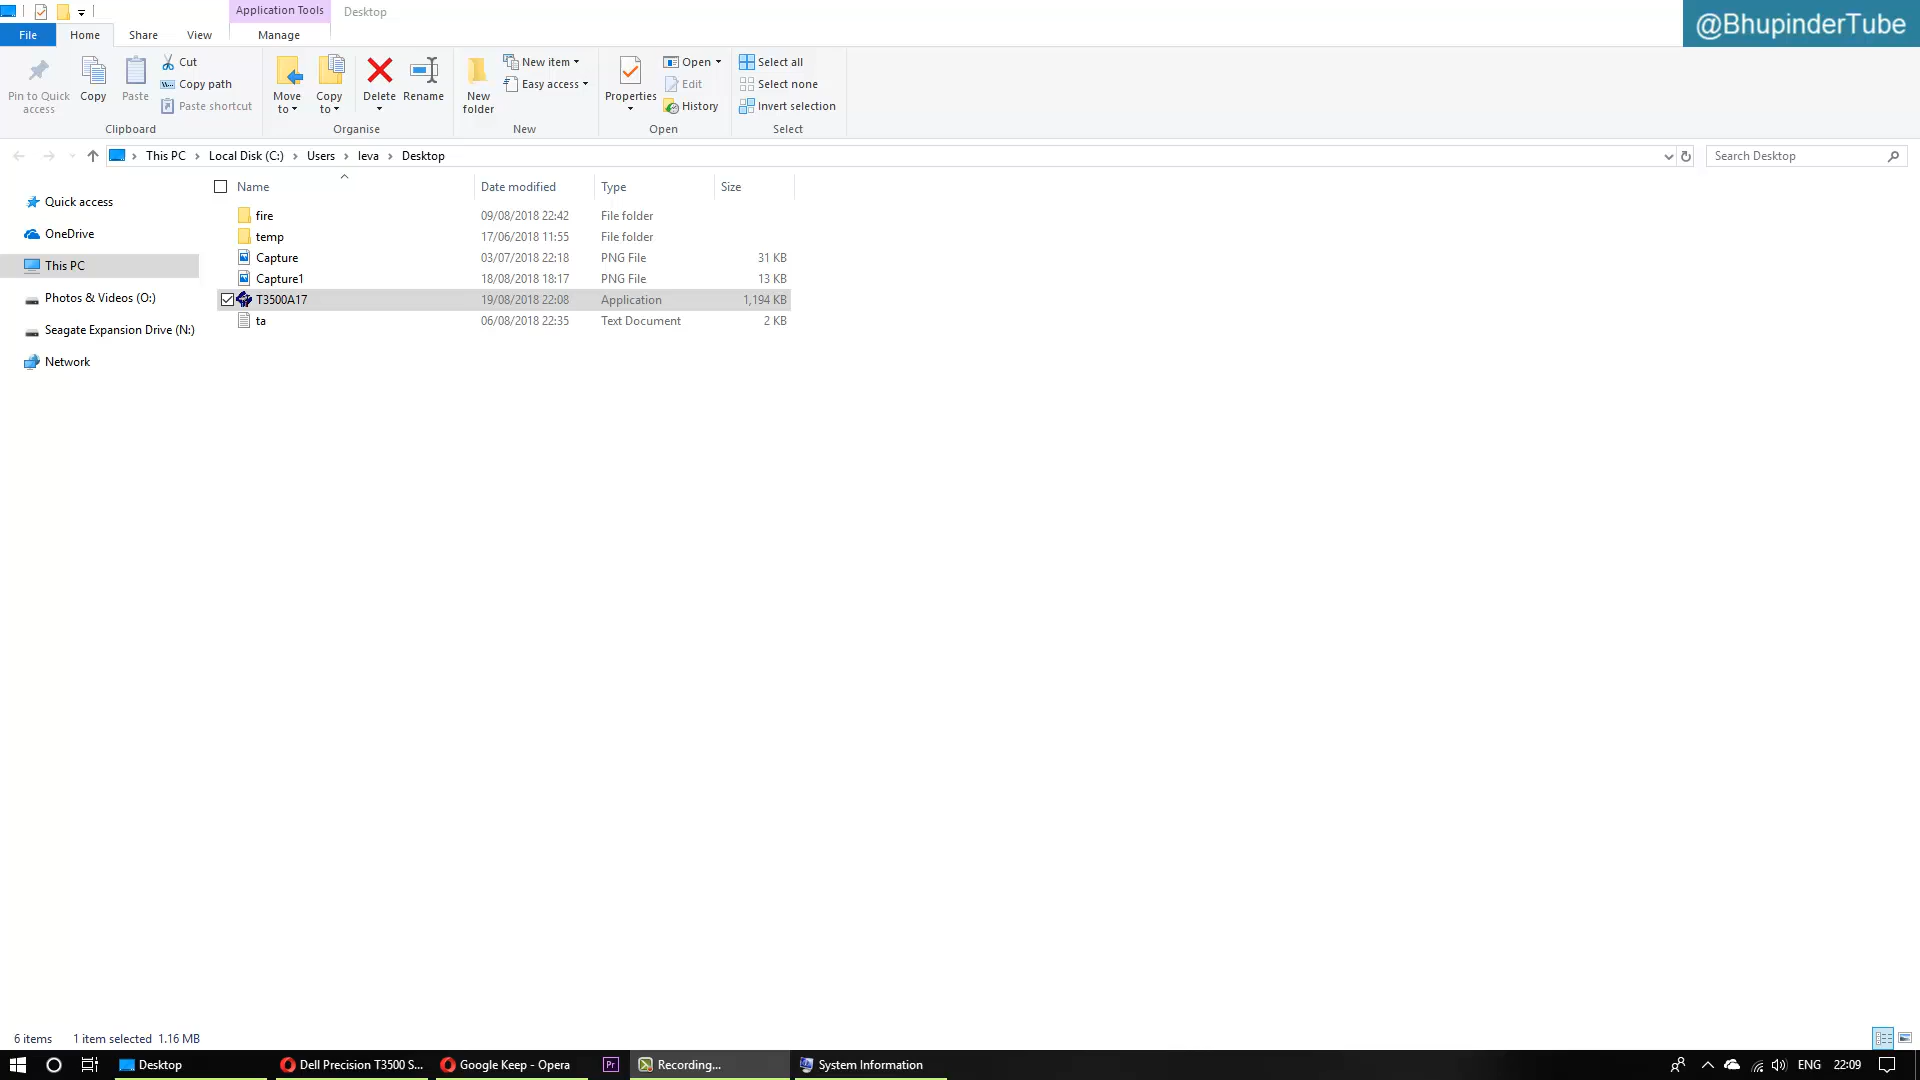 Application Tools
Desktop
@BhupinderTube
File
Home
Share
View
Manage
Pin to Quick access
Copy
Paste
Cut
Copy path
Paste shortcut
Clipboard
Move to
Copy to
Delete
Rename
Organise
New folder
New item
Easy access
New
Properties
Open
Edit
History
Open
Select all
Select none
Invert selection
Select
This PC
Local Disk (C:)
Users
Ieva
Desktop
Search Desktop
Name
Date modified
Type
Size
Quick access
OneDrive
This PC
Photos & Videos (O:)
Seagate Expansion Drive (N:)
Network
fire 09/08/2018 22:42 File folder
temp 17/06/2018 11:55 File folder
Capture 03/07/2018 22:18 PNG File 31 KB
Capture1 18/08/2018 18:17 PNG File 13 KB
T3500A17 19/08/2018 22:08 Application 1,194 KB
ta 06/08/2018 22:35 Text Document 2 KB
6 items 1 item selected 1.16 MB
Desktop
Dell Precision T3500 S...
Google Keep - Opera
Pr
Recording...
System Information
ENG
22:09